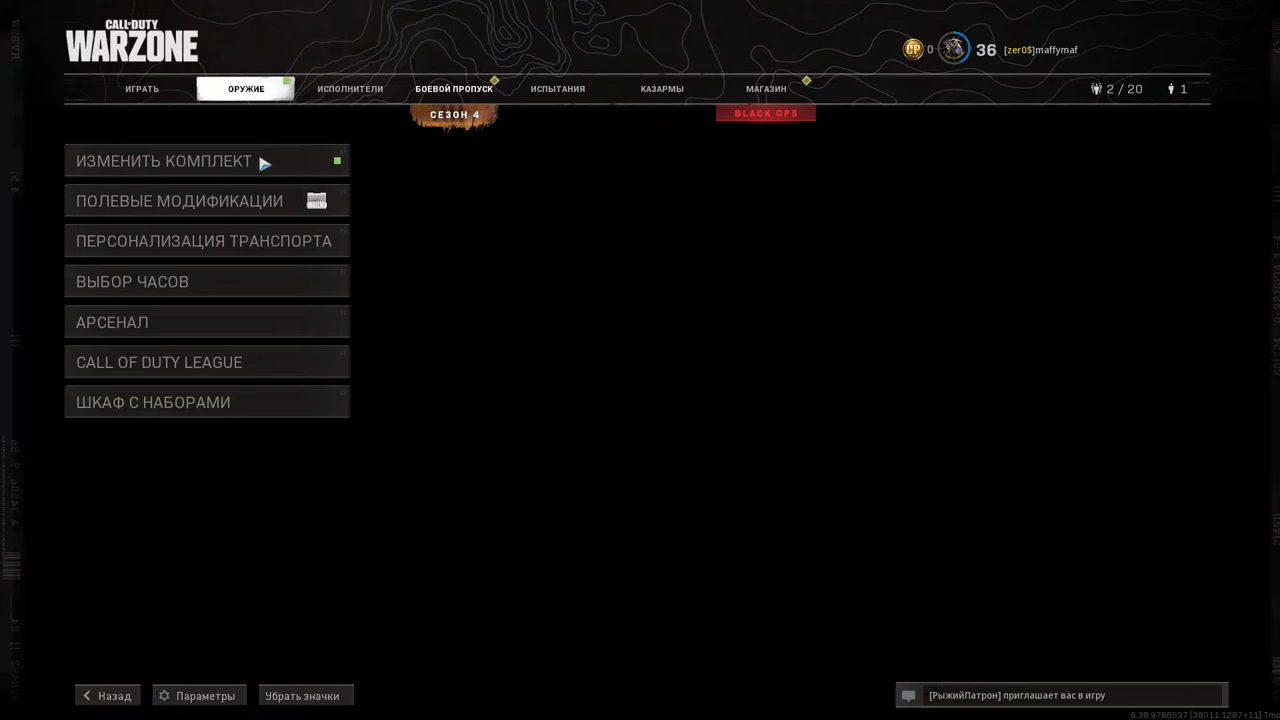 CALL OF DUTY
WARZONE
CP 0 36 [zer0$]maffymaf
ИГРАТЬ ОРУЖИЕ ИСПОЛНИТЕЛИ БОЕВОЙ ПРОПУСК ИСПЫТАНИЯ КАЗАРМЫ МАГАЗИН 2 / 20 1
СЕЗОН 4 BLACK OPS
ИЗМЕНИТЬ КОМПЛЕКТ
ПОЛЕВЫЕ МОДИФИКАЦИИ
ПЕРСОНАЛИЗАЦИЯ ТРАНСПОРТА
ВЫБОР ЧАСОВ
АРСЕНАЛ
CALL OF DUTY LEAGUE
ШКАФ С НАБОРАМИ
Назад Параметры Убрать значки [РыжийПатрон] приглашает вас в игру